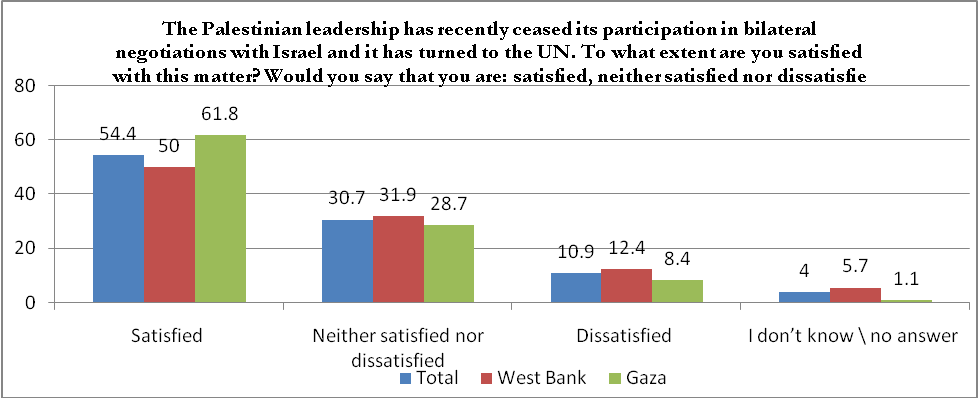 The Palestinian leadership has recently ceased its participation in bilateral
negotiations with Israel and it has turned to the UN. To what extent are you satisfied
with this matter? Would you say that you are: satisfied, neither satisfied nor dissatisfie
80
60
40
20
0
54.4
50
61.8
30.7
31.9
28.7
10.9
12.4
8.4
4
5.7
1.1
Satisfied
Neither satisfied nor
dissatisfied
Dissatisfied
I don't know \ no answer
Total
West Bank
Gaza